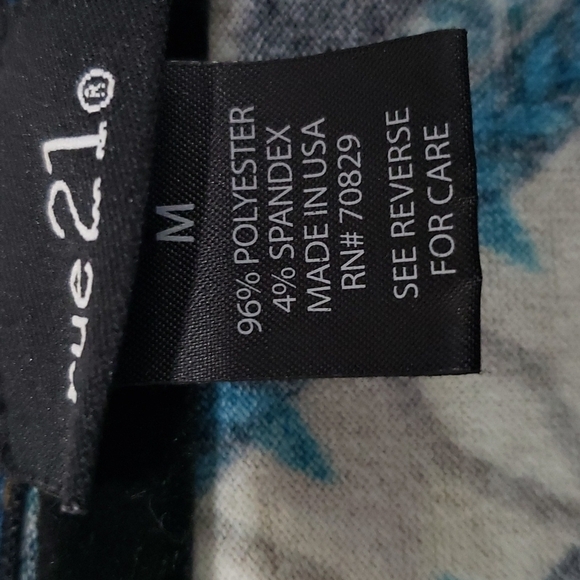 rue21®
M
96% POLYESTER
4% SPANDEX
MADE IN USA
RN# 70829
SEE REVERSE
FOR CARE